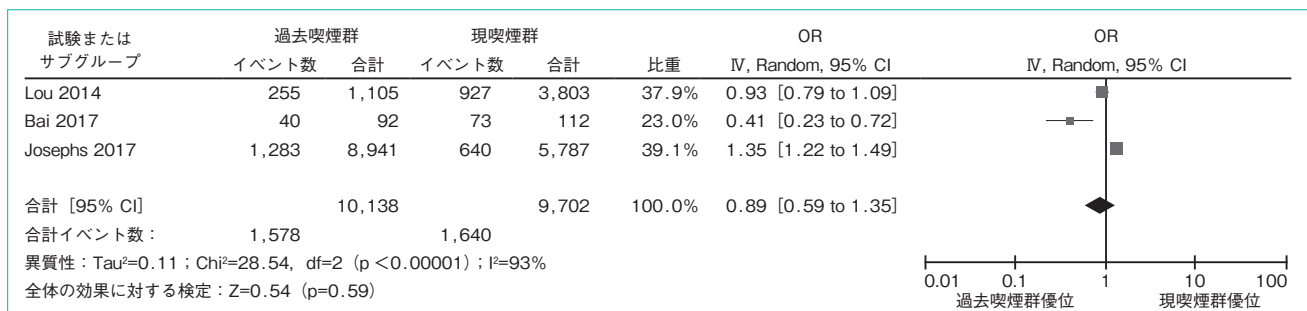 試験または 過去喫煙群 現喫煙群 OR OR
サブグループ イベント数 合計 イベント数 合計 比重 Ⅳ, Random, 95% CI Ⅳ, Random, 95% CI
Lou 2014 255 1,105 927 3,803 37.9% 0.93 [0.79 to 1.09]
Bai 2017 40 92 73 112 23.0% 0.41 [0.23 to 0.72]
Josephs 2017 1,283 8,941 640 5,787 39.1% 1.35 [1.22 to 1.49]
合計 [95% CI] 10,138 9,702 100.0% 0.89 [0.59 to 1.35]
合計イベント数： 1,578 1,640
異質性：Tau²=0.11；Chi²=28.54, df=2（p＜0.00001）；I²=93%
全体の効果に対する検定：Z=0.54（p=0.59）
0.01 0.1 1 10 100
過去喫煙群優位 現喫煙群優位